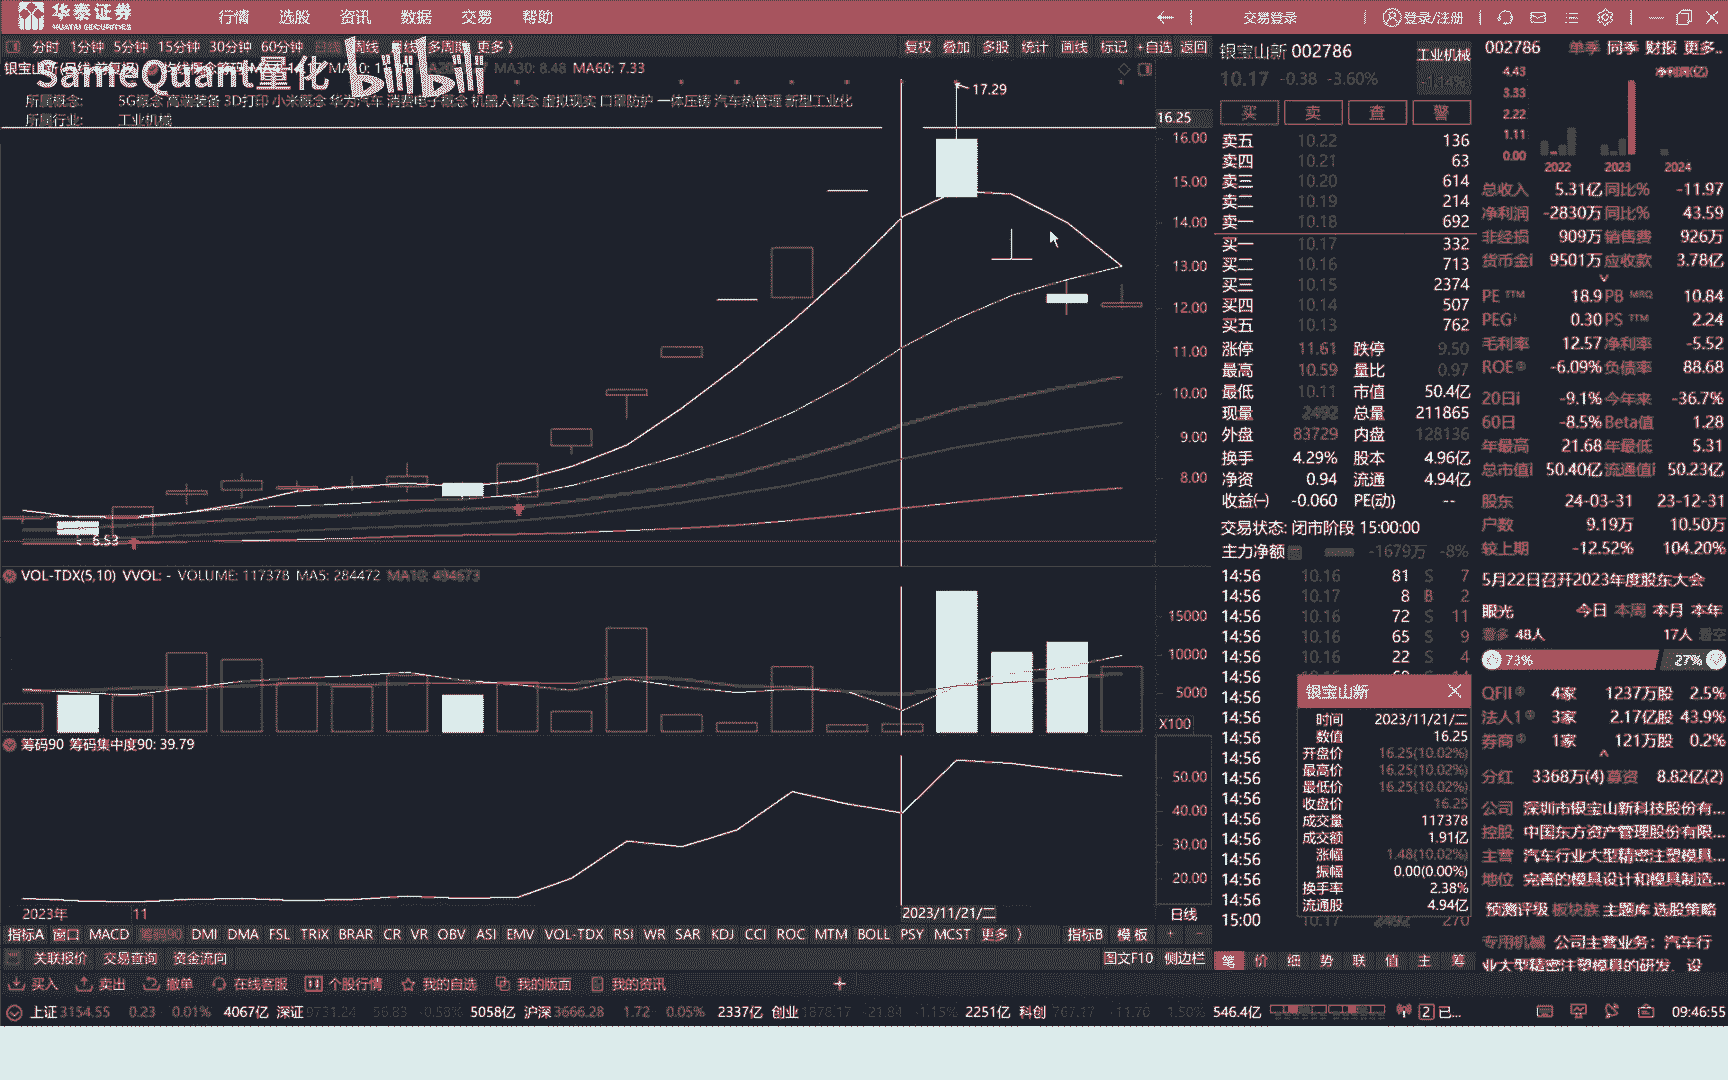 华泰证券 行情 选股 资讯 数据 交易 帮助 交易登录 登录/注册
HUATAI SECURITIES
分时 1分钟 5分钟 15分钟 30分钟 60分钟 日线 周线 月线 多周期 更多 复权 叠加 多股 统计 画线 标记 +自选 返回
SameQuant量化 bilibili
MA30: 8.48 MA60: 7.33
所属概念: 5G概念 高端装备 3D打印 小米概念 华为汽车 消费电子概念 机器人概念 虚拟现实 口罩防护 一体压铸 汽车热管理 新型工业化
所属行业: 工业机械
17.29
16.25
16.00
15.00
14.00
13.00
12.00
11.00
10.00
9.00
8.00
6.53
VOL-TDX(5,10) VVOL: - VOLUME: 117378 MA5: 284472 MA10: 494673
15000
10000
5000
X100
筹码90 筹码集中度90: 39.79
50.00
40.00
30.00
20.00
2023年 11 2023/11/21/二 日线
指标A 窗口 MACD 筹码90 DMI DMA FSL TRIX BRAR CR VR OBV ASI EMV VOL-TDX RSI WR SAR KDJ CCI ROC MTM BOLL PSY MCST 更多 指标B 模板 + -
关联报价 交易查询 资金流向 图文F10 侧边栏
买入 卖出 撤单 在线客服 个股行情 我的自选 我的版面 我的资讯
银宝山新 002786 工业机械
10.17 -0.38 -3.60% -1.14%
买 卖 查 警
卖五 10.22 136
卖四 10.21 63
卖三 10.20 614
卖二 10.19 214
卖一 10.18 692
买一 10.17 332
买二 10.16 713
买三 10.15 2374
买四 10.14 507
买五 10.13 762
涨停 11.61 跌停 9.50
最高 10.59 量比 0.97
最低 10.11 市值 50.4亿
现量 2492 总量 211865
外盘 83729 内盘 128136
换手 4.29% 股本 4.96亿
净资 0.94 流通 4.94亿
收益㈠ -0.060 PE(动) --
交易状态: 闭市阶段 15:00:00
主力净额 -1679万 -8%
14:56 10.16 81 S 7
14:56 10.17 8 B 2
14:56 10.16 72 S 11
14:56 10.16 65 S 9
14:56 10.16 22 S 4
14:56
14:56
14:56
14:56
14:56
14:56
14:56
14:56
14:56
14:56
14:56
14:56
15:00 10.17 2492 270
银宝山新
时间 2023/11/21/二
数值 16.25
开盘价 16.25(10.02%)
最高价 16.25(10.02%)
最低价 16.25(10.02%)
收盘价 16.25
成交量 117378
成交额 1.91亿
涨幅 1.48(10.02%)
振幅 0.00(0.00%)
换手率 2.38%
流通股 4.94亿
笔 价 细 势 联 值 主 筹
002786 单季 同季 财报 更多..
4.43 净利润(亿)
3.33
2.22
1.11
0.00
2022 2023 2024
总收入 5.31亿 同比% -11.97
净利润 -2830万 同比% 43.59
非经损 909万 销售费 926万
货币金 9501万 应收款 3.78亿
PE TTM 18.9 PB MRQ 10.84
PEG 0.30 PS TTM 2.24
毛利率 12.57 净利率 -5.52
ROE -6.09% 负债率 88.68
20日 -9.1% 今年来 -36.7%
60日 -8.5% Beta值 1.28
年最高 21.68 年最低 5.31
总市值 50.40亿 流通值 50.23亿
股东 24-03-31 23-12-31
户数 9.19万 10.50万
较上期 -12.52% 104.20%
5月22日召开2023年度股东大会
眼光 今日 本周 本月 本年
看多 48人 17人 看空
73% 27%
QFII 4家 1237万股 2.5%
法人1 3家 2.17亿股 43.9%
券商 1家 121万股 0.2%
分红 3368万(4) 募资 8.82亿(2)
公司 深圳市银宝山新科技股份有...
控股 中国东方资产管理股份有限...
主营 汽车行业大型精密注塑模具...
地位 完善的模具设计和模具制造...
预测评级 板块族 主题库 选股策略
专用机械 公司主营业务：汽车行
业大型精密注塑模具的研发、设
上证 3154.55 0.23 0.01% 4067亿 深证 9731.24 -56.83 -0.58% 5058亿 沪深 3666.28 1.72 0.05% 2337亿 创业 1878.17 -21.84 -1.15% 2251亿 科创 767.17 -11.70 -1.50% 546.4亿 2 已... 09:46:55